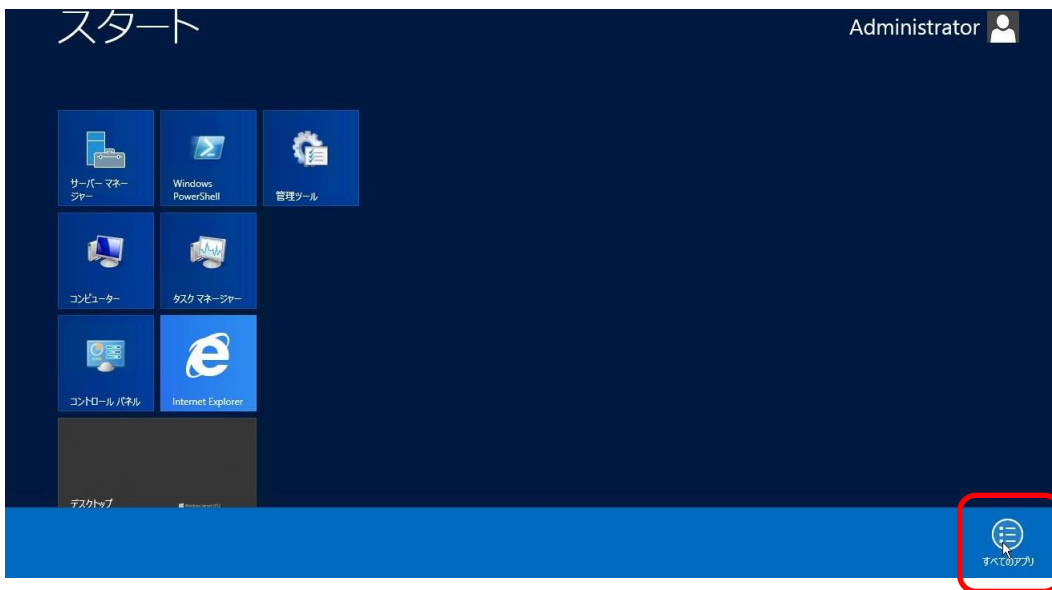 スタート
Administrator
サーバー マネー
ジャー
Windows
PowerShell
管理ツール
コンピューター
タスク マネージャー
コントロール パネル
Internet Explorer
デスクトップ
すべてのアプリ